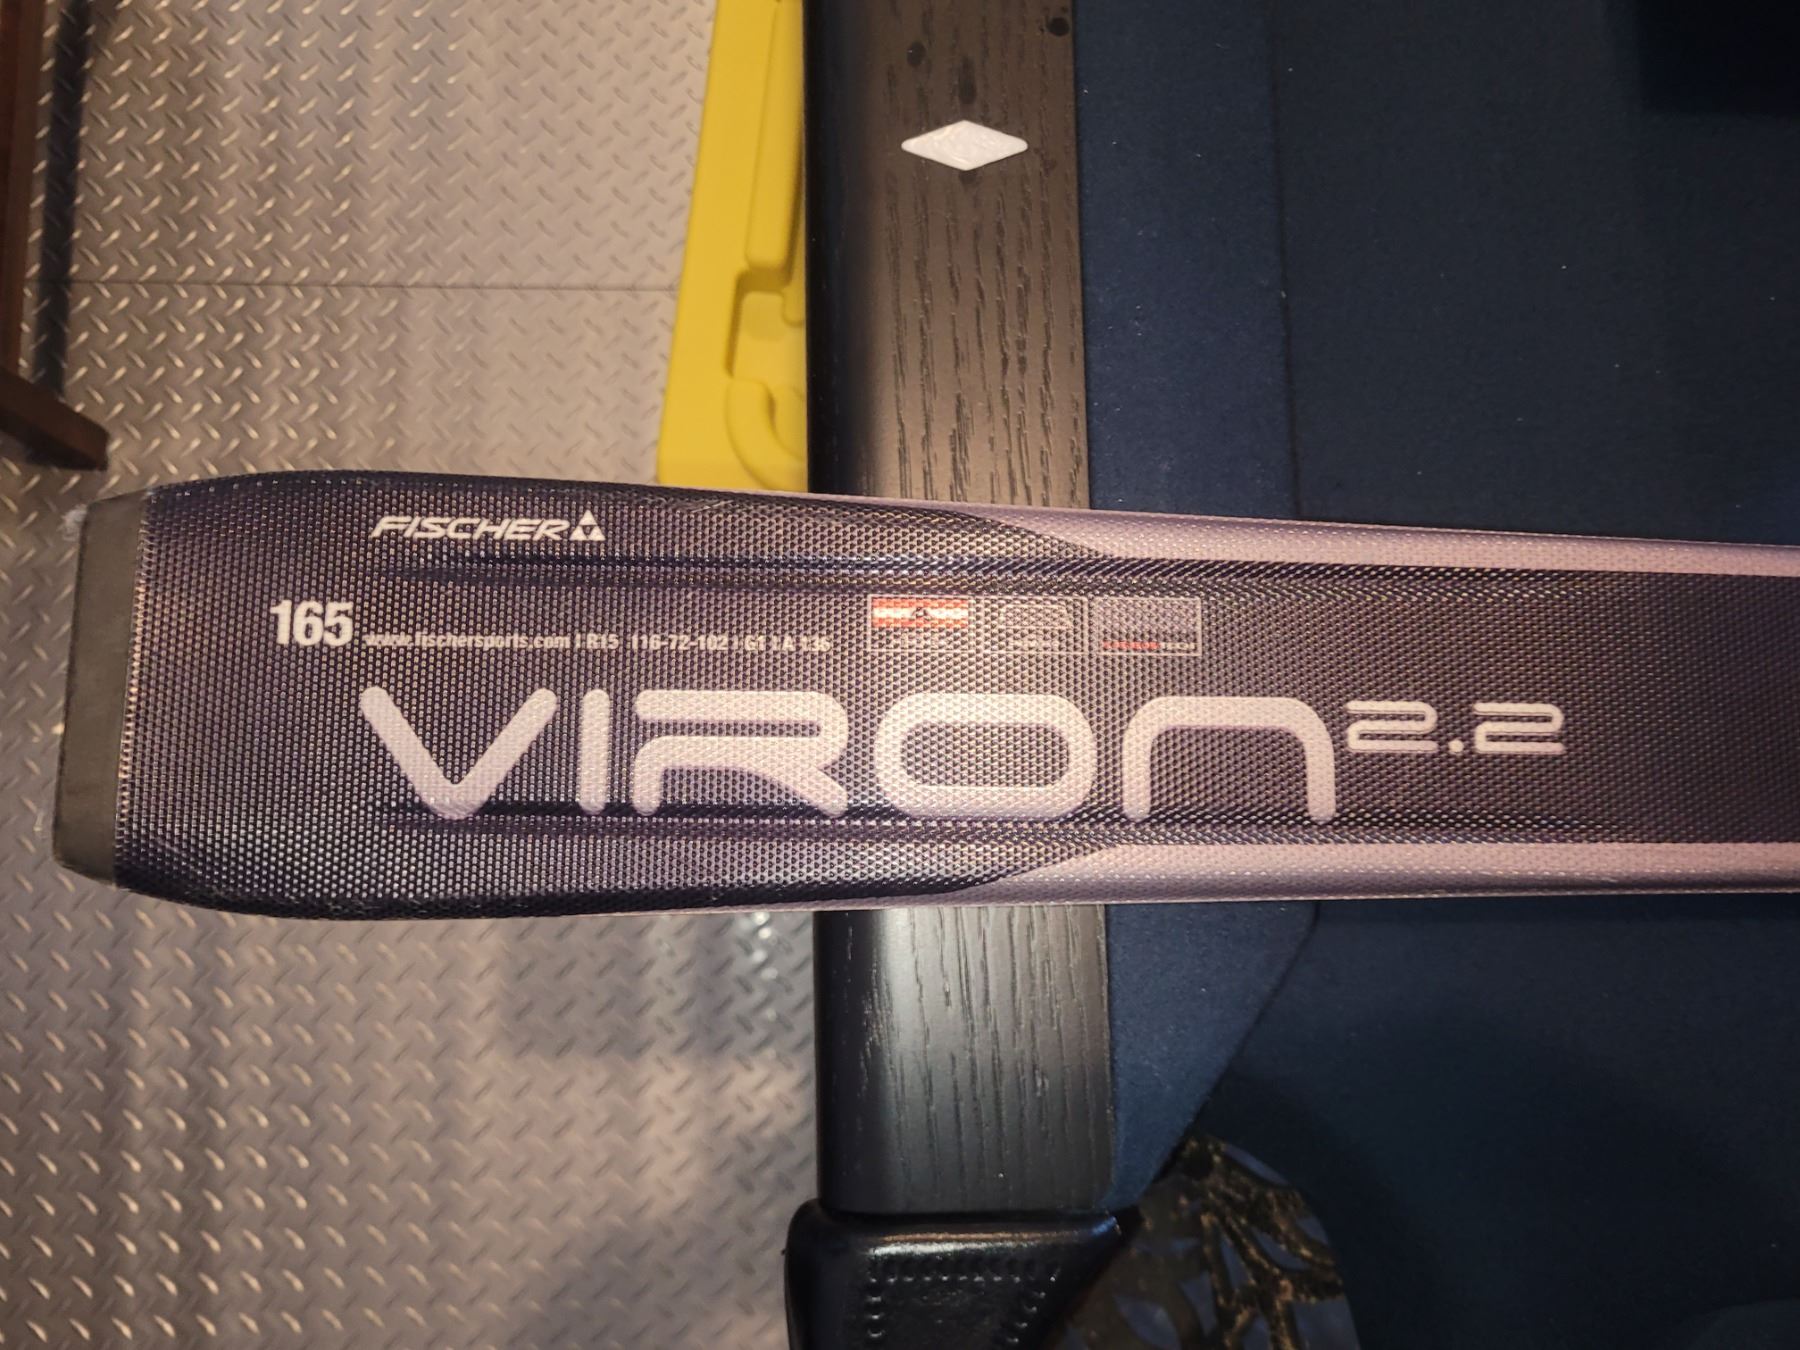 FISCHER
165 www.fischersports.com | R15 116-72-102 | G1 | A 136
VIRON 2.2